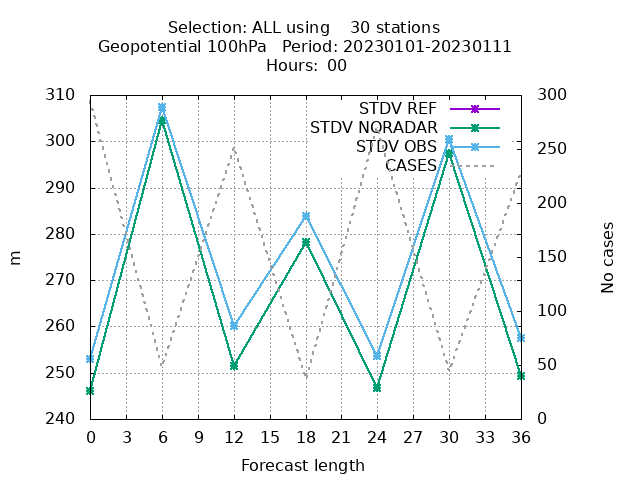 Selection: ALL using    30 stations
Geopotential 100hPa   Period: 20230101-20230111
Hours:  00
310
300
290
280
270
260
250
240
m
300
250
200
150
100
50
0
No cases
STDV REF
STDV NORADAR
STDV OBS
CASES
0 3 6 9 12 15 18 21 24 27 30 33 36
Forecast length